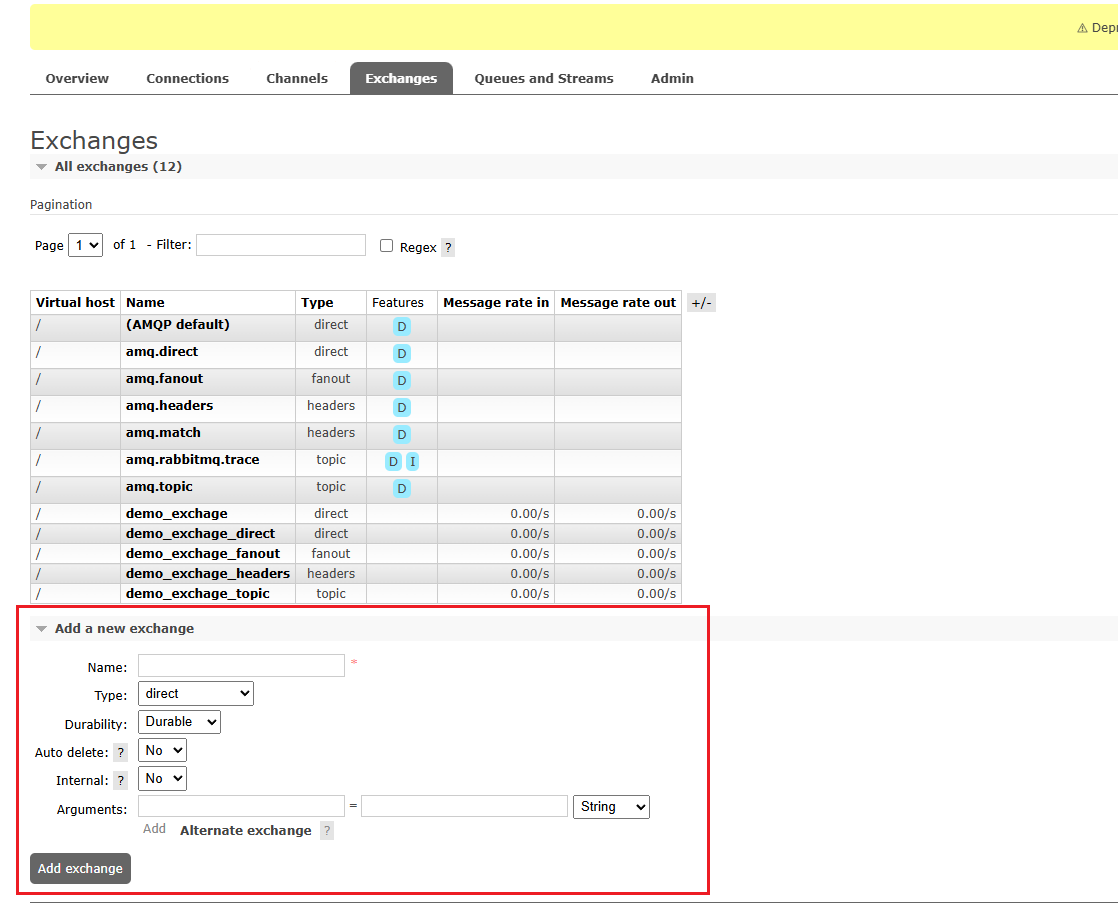 ⚠ Depr
Overview Connections Channels Exchanges Queues and Streams Admin
Exchanges
All exchanges (12)
Pagination
Page 1 of 1 - Filter: Regex ?
Virtual host Name Type Features Message rate in Message rate out +/-
/ (AMQP default) direct D
/ amq.direct direct D
/ amq.fanout fanout D
/ amq.headers headers D
/ amq.match headers D
/ amq.rabbitmq.trace topic D I
/ amq.topic topic D
/ demo_exchage direct 0.00/s 0.00/s
/ demo_exchage_direct direct 0.00/s 0.00/s
/ demo_exchage_fanout fanout 0.00/s 0.00/s
/ demo_exchage_headers headers 0.00/s 0.00/s
/ demo_exchage_topic topic 0.00/s 0.00/s
Add a new exchange
Name: *
Type: direct
Durability: Durable
Auto delete: ? No
Internal: ? No
Arguments: = String
Add Alternate exchange ?
Add exchange